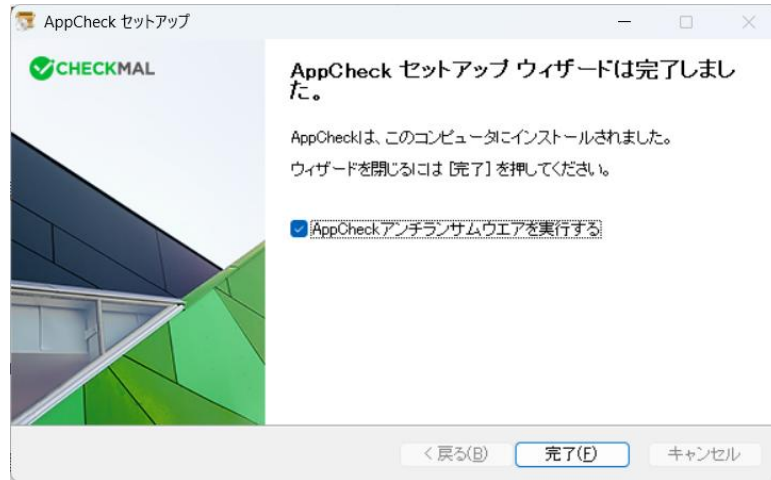 AppCheck セットアップ
CHECKMAL
AppCheck セットアップ ウィザードは完了しまし
た。
AppCheckは、このコンピュータにインストールされました。
ウィザードを閉じるには [完了] を押してください。
AppCheckアンチランサムウエアを実行する
< 戻る(B)
完了(F)
キャンセル